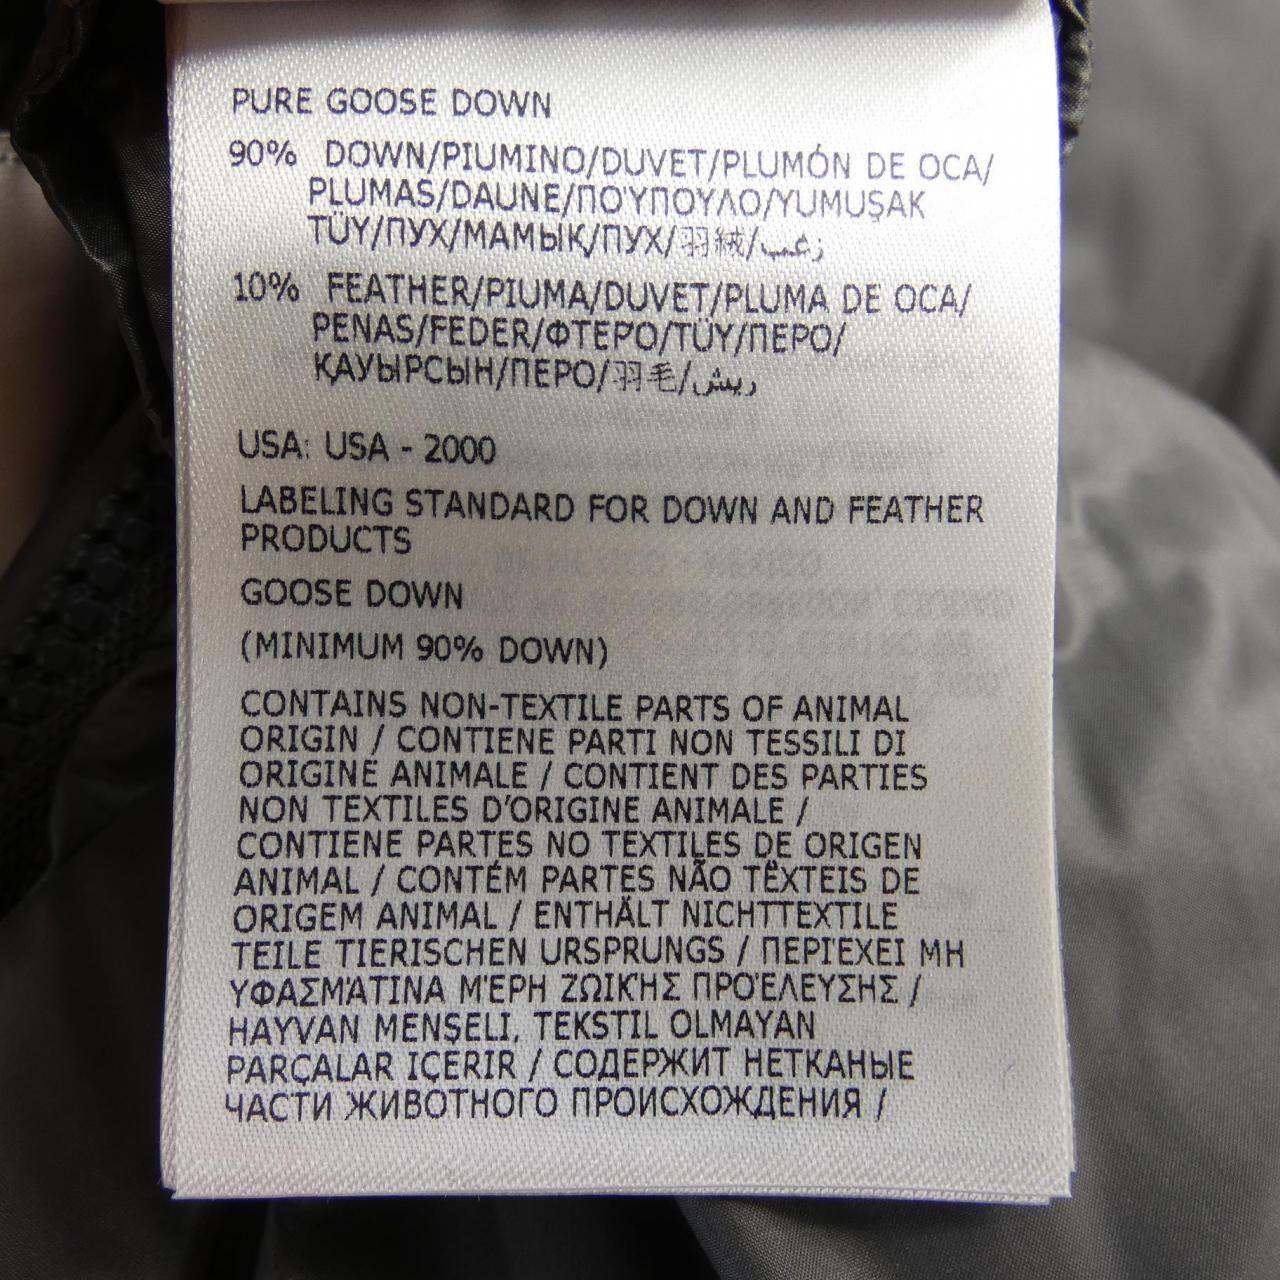 PURE GOOSE DOWN
90% DOWN/PIUMINO/DUVET/PLUMÓN DE OCA/
PLUMAS/DAUNE/ΠΟΎΠΟΥΛΟ/YUMUŞAK
TÜY/ПУХ/МАМЫҚ/ПУХ/羽絨/زغب
10% FEATHER/PIUMA/DUVET/PLUMA DE OCA/
PENAS/FEDER/ΦΤΕΡΌ/TÜY/ПЕРО/
ҚАУЫРСЫН/ПЕРО/羽毛/ريش
USA: USA - 2000
LABELING STANDARD FOR DOWN AND FEATHER
PRODUCTS
GOOSE DOWN
(MINIMUM 90% DOWN)
CONTAINS NON-TEXTILE PARTS OF ANIMAL
ORIGIN / CONTIENE PARTI NON TESSILI DI
ORIGINE ANIMALE / CONTIENT DES PARTIES
NON TEXTILES D'ORIGINE ANIMALE /
CONTIENE PARTES NO TEXTILES DE ORIGEN
ANIMAL / CONTÉM PARTES NÃO TËXTEIS DE
ORIGEM ANIMAL / ENTHÄLT NICHTTEXTILE
TEILE TIERISCHEN URSPRUNGS / ΠΕΡΙΈΧΕΙ ΜΗ
ΥΦΑΣΜΆΤΙΝΑ ΜΈΡΗ ΖΩΙΚΉΣ ΠΡΟΈΛΕΥΣΗΣ /
HAYVAN MENŞELI, TEKSTIL OLMAYAN
PARÇALAR IÇERIR / СОДЕРЖИТ НЕТКАНЫЕ
ЧАСТИ ЖИВОТНОГО ПРОИСХОЖДЕНИЯ /